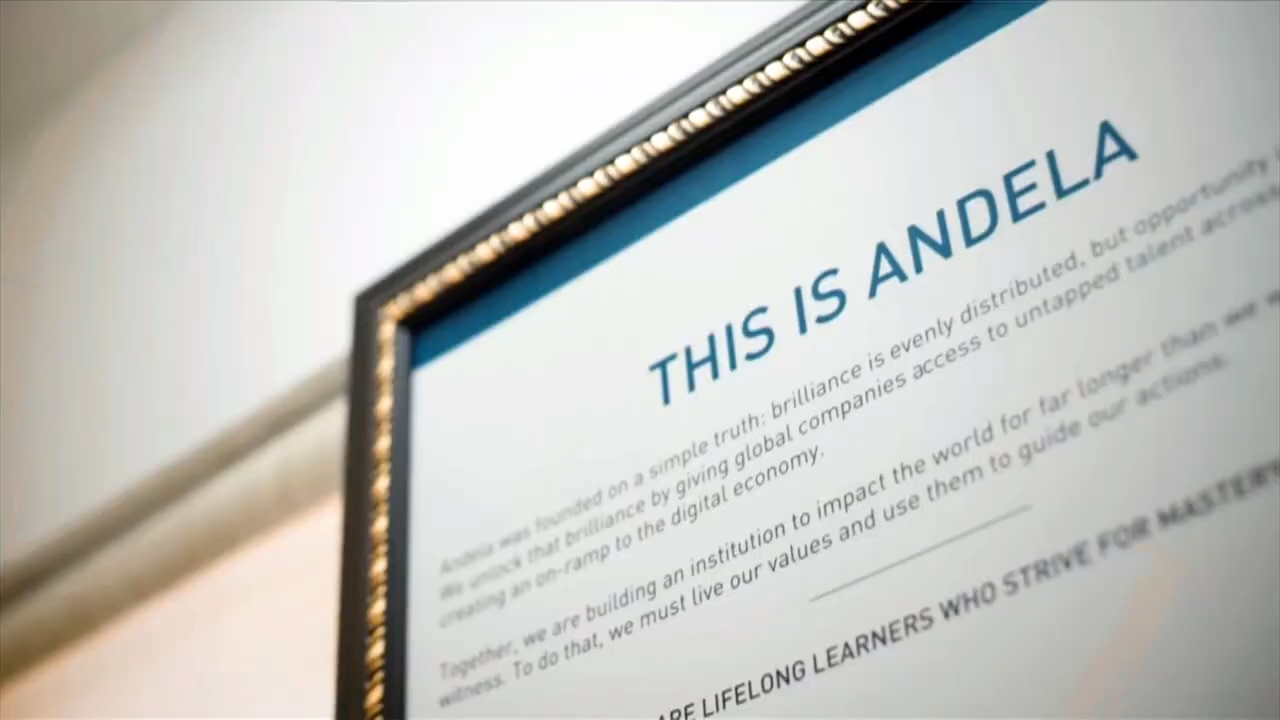 THIS IS ANDELA
Andela was founded on a simple truth: brilliance is evenly distributed, but opportunity
We unlock that brilliance by giving global companies access to untapped talent across
creating an on-ramp to the digital economy.
Together, we are building an institution to impact the world for far longer than we
witness. To do that, we must live our values and use them to guide our actions.
ARE LIFELONG LEARNERS WHO STRIVE FOR MASTERY